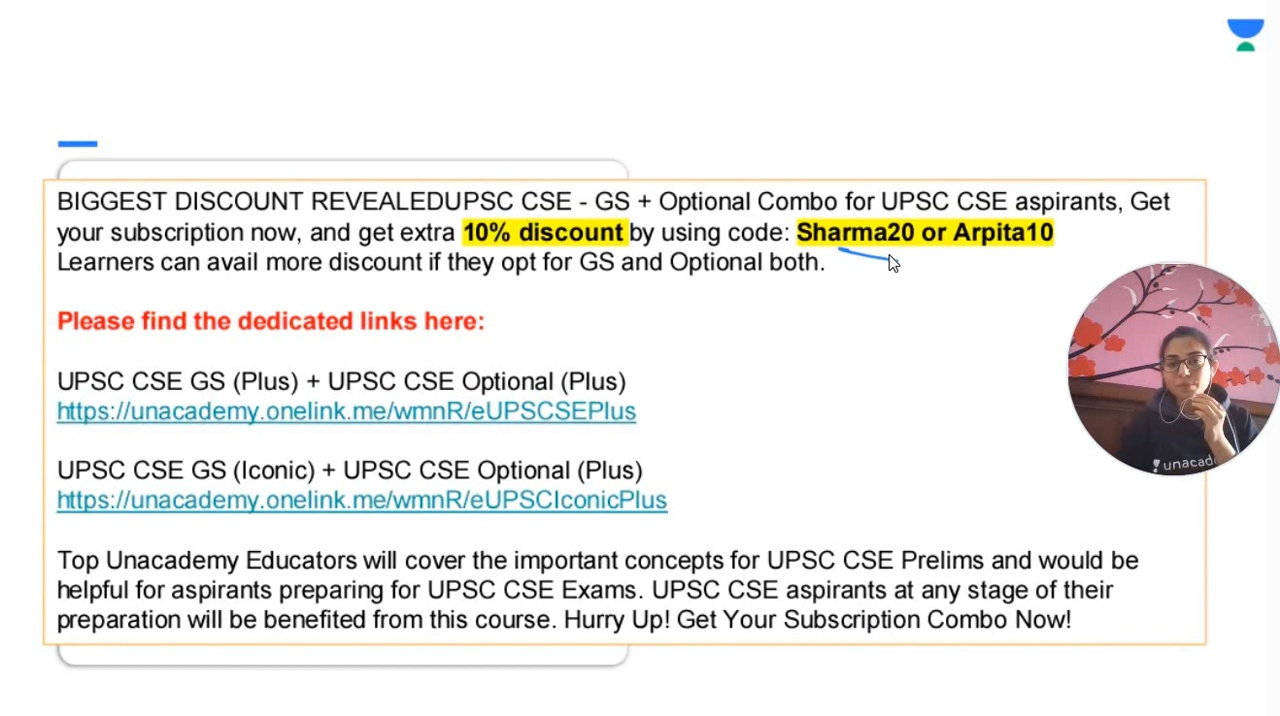 BIGGEST DISCOUNT REVEALEDUPSC CSE - GS + Optional Combo for UPSC CSE aspirants, Get
your subscription now, and get extra 10% discount by using code: Sharma20 or Arpita10
Learners can avail more discount if they opt for GS and Optional both.
Please find the dedicated links here:
UPSC CSE GS (Plus) + UPSC CSE Optional (Plus)
https://unacademy.onelink.me/wmnR/eUPSCSEPlus
UPSC CSE GS (Iconic) + UPSC CSE Optional (Plus)
https://unacademy.onelink.me/wmnR/eUPSCIconicPlus
unacad
Top Unacademy Educators will cover the important concepts for UPSC CSE Prelims and would be
helpful for aspirants preparing for UPSC CSE Exams. UPSC CSE aspirants at any stage of their
preparation will be benefited from this course. Hurry Up! Get Your Subscription Combo Now!